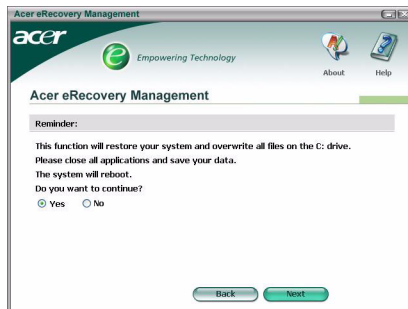 Acer eRecovery Management
acer
e
Empowering Technology
About
Help
Acer eRecovery Management
Reminder:
This function will restore your system and overwrite all files on the C: drive.
Please close all applications and save your data.
The system will reboot.
Do you want to continue?
Yes
No
Back
Next